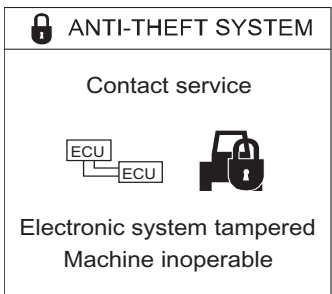 ANTI-THEFT SYSTEM
Contact service
ECU
ECU
Electronic system tampered
Machine inoperable